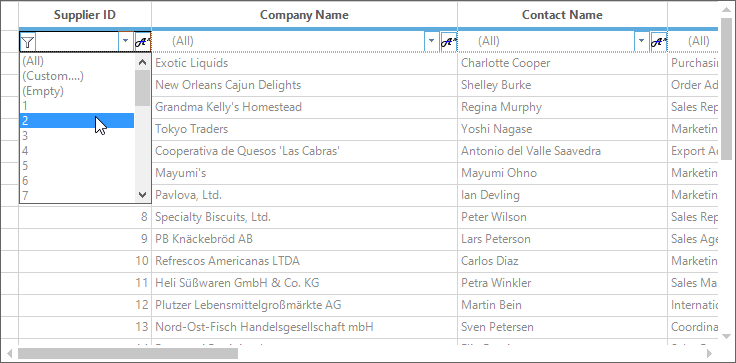 Supplier ID Company Name Contact Name
(All) (All) (All)
(All) Exotic Liquids Charlotte Cooper Purchasin
(Custom....)
(Empty) New Orleans Cajun Delights Shelley Burke Order Ad
1 Grandma Kelly's Homestead Regina Murphy Sales Rep
2 Tokyo Traders Yoshi Nagase Marketin
3
4 Cooperativa de Quesos 'Las Cabras' Antonio del Valle Saavedra Export Ad
5 Mayumi's Mayumi Ohno Marketin
6
7 Pavlova, Ltd. Ian Devling Marketin
8 Specialty Biscuits, Ltd. Peter Wilson Sales Rep
9 PB Knäckebröd AB Lars Peterson Sales Age
10 Refrescos Americanas LTDA Carlos Diaz Marketin
11 Heli Süßwaren GmbH & Co. KG Petra Winkler Sales Ma
12 Plutzer Lebensmittelgroßmärkte AG Martin Bein Internatio
13 Nord-Ost-Fisch Handelsgesellschaft mbH Sven Petersen Coordina